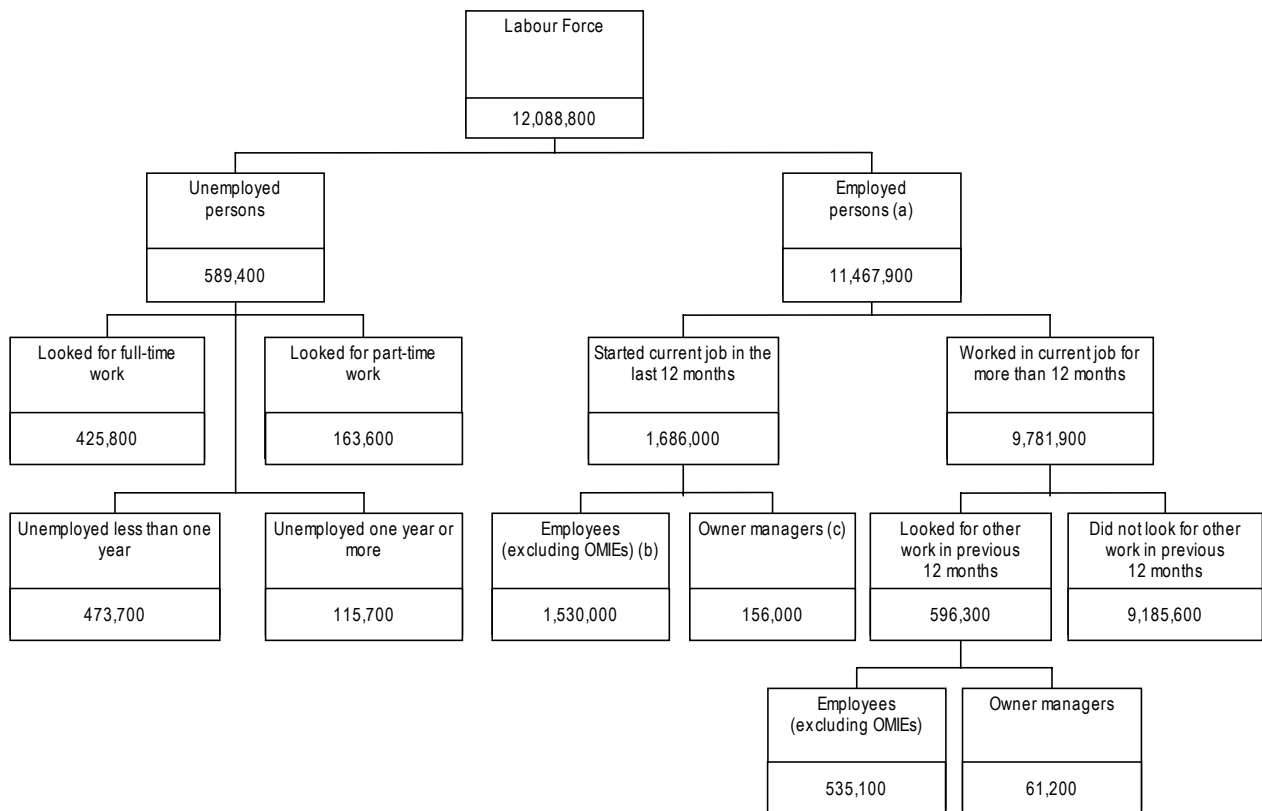 Labour Force
12,088,800
Unemployed
persons
589,400
Employed
persons (a)
11,467,900
Looked for full-time
work
425,800
Looked for part-time
work
163,600
Started current job in the
last 12 months
1,686,000
Worked in current job for
more than 12 months
9,781,900
Unemployed less than one
year
473,700
Unemployed one year or
more
115,700
Employees
(excluding OMIEs) (b)
1,530,000
Owner managers (c)
156,000
Looked for other
work in previous
12 months
596,300
Did not look for other
work in previous
12 months
9,185,600
Employees
(excluding OMIEs)
535,100
Owner managers
61,200